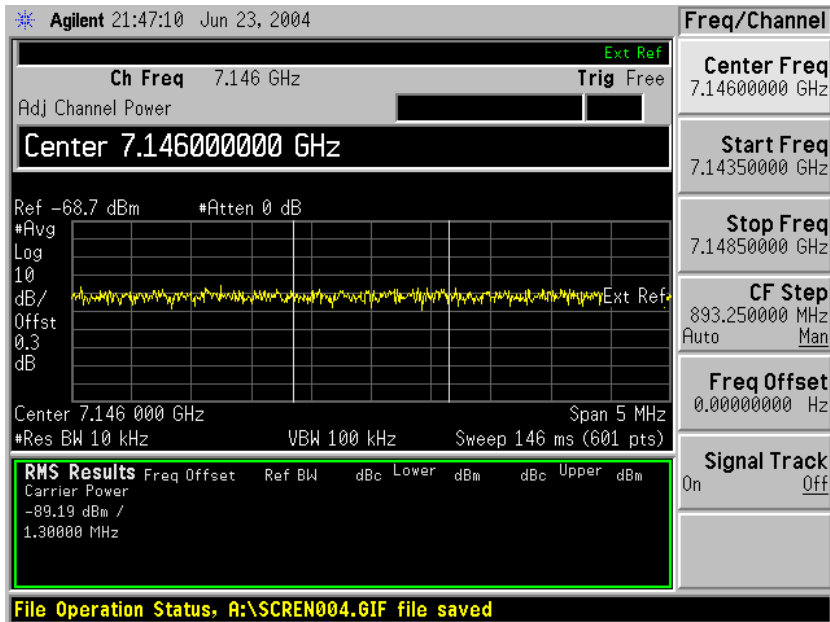 Agilent 21:47:10 Jun 23, 2004
Freq/Channel
Ext Ref
Ch Freq 7.146 GHz Trig Free
Adj Channel Power
Center 7.146000000 GHz
Ref -68.7 dBm #Atten 0 dB
#Avg
Log
10
dB/
Offst
0.3
dB
Ext Ref
Center 7.146 000 GHz Span 5 MHz
#Res BW 10 kHz VBW 100 kHz Sweep 146 ms (601 pts)
RMS Results Freq Offset Ref BW dBc Lower dBm dBc Upper dBm
Carrier Power
-89.19 dBm /
1.30000 MHz
File Operation Status, A:\SCREN004.GIF file saved
Center Freq
7.14600000 GHz
Start Freq
7.14350000 GHz
Stop Freq
7.14850000 GHz
CF Step
893.250000 MHz
Auto Man
Freq Offset
0.00000000 Hz
Signal Track
On Off